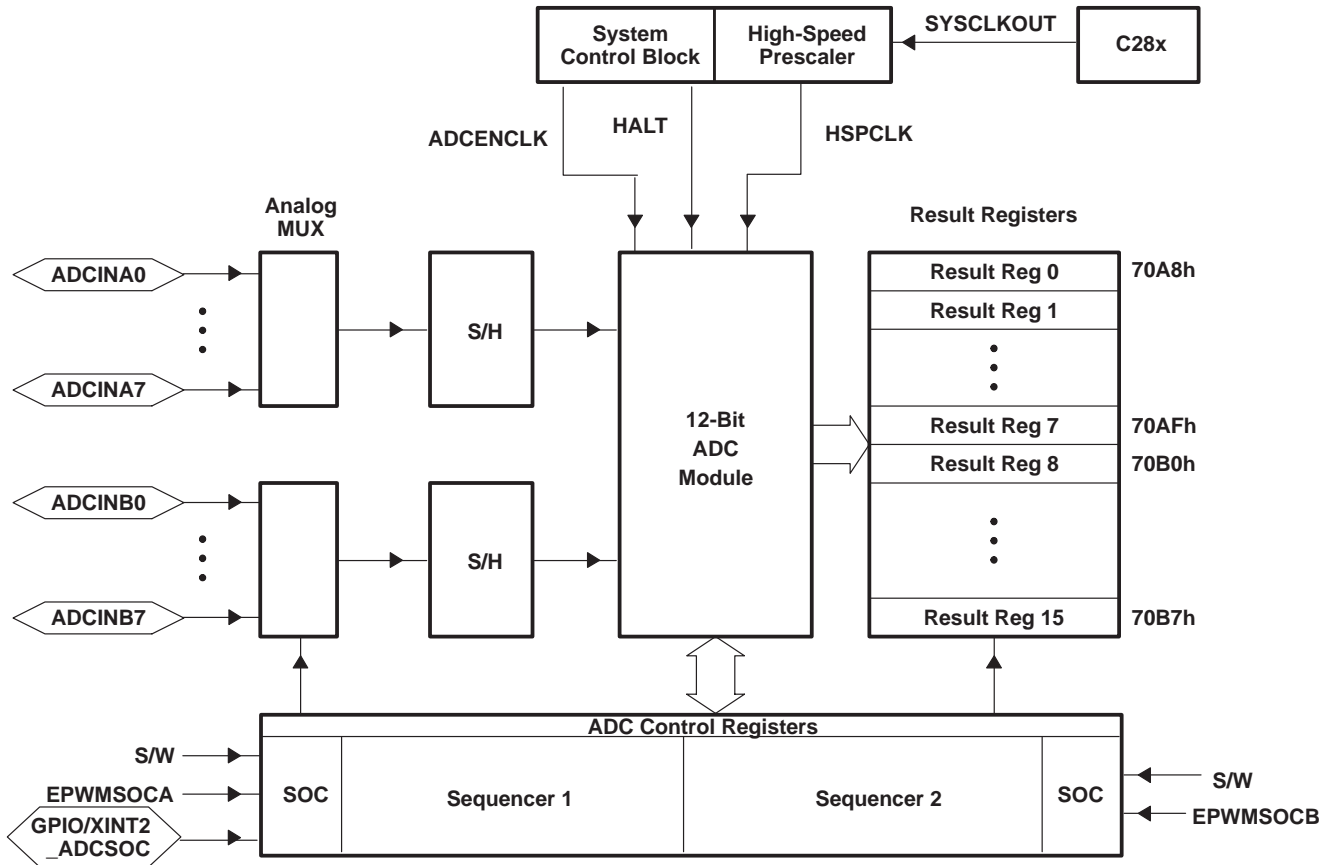 System
Control Block
High-Speed
Prescaler
SYSCLKOUT
C28x
ADCENCLK
HALT
HSPCLK
Analog
MUX
Result Registers
ADCINA0
ADCINA7
S/H
ADCINB0
ADCINB7
S/H
12-Bit
ADC
Module
Result Reg 0
70A8h
Result Reg 1
Result Reg 7
70AFh
Result Reg 8
70B0h
Result Reg 15
70B7h
ADC Control Registers
S/W
EPWMSOCA
GPIO/XINT2
_ADCSOC
SOC
Sequencer 1
Sequencer 2
SOC
S/W
EPWMSOCB